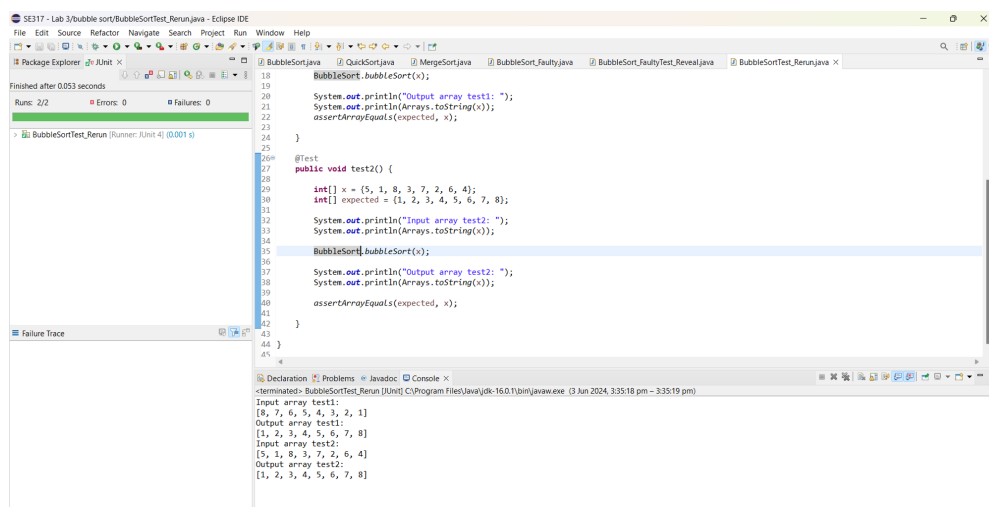 SE317 - Lab 3/bubble sort/BubbleSortTest_Rerun.java - Eclipse IDE
File Edit Source Refactor Navigate Search Project Run Window Help
Package Explorer JUnit
Finished after 0.053 seconds
Runs: 2/2 Errors: 0 Failures: 0
BubbleSortTest_Rerun [Runner: JUnit 4] (0.001 s)
Failure Trace
BubbleSort.java QuickSort.java MergeSort.java BubbleSort_Faulty.java BubbleSort_FaultyTest_Reveal.java BubbleSortTest_Rerun.java
18 BubbleSort.bubbleSort(x);
19
20 System.out.println("Output array test1: ");
21 System.out.println(Arrays.toString(x));
22 assertArrayEquals(expected, x);
23
24 }
25
26 @Test
27 public void test2() {
28
29 int[] x = {5, 1, 8, 3, 7, 2, 6, 4};
30 int[] expected = {1, 2, 3, 4, 5, 6, 7, 8};
31
32 System.out.println("Input array test2: ");
33 System.out.println(Arrays.toString(x));
34
35 BubbleSort.bubbleSort(x);
36
37 System.out.println("Output array test2: ");
38 System.out.println(Arrays.toString(x));
39
40 assertArrayEquals(expected, x);
41
42 }
43
44 }
45
Declaration Problems Javadoc Console
<terminated> BubbleSortTest_Rerun [JUnit] C:\Program Files\Java\jdk-16.0.1\bin\javaw.exe (3 Jun 2024, 3:35:18 pm – 3:35:19 pm)
Input array test1:
[8, 7, 6, 5, 4, 3, 2, 1]
Output array test1:
[1, 2, 3, 4, 5, 6, 7, 8]
Input array test2:
[5, 1, 8, 3, 7, 2, 6, 4]
Output array test2:
[1, 2, 3, 4, 5, 6, 7, 8]